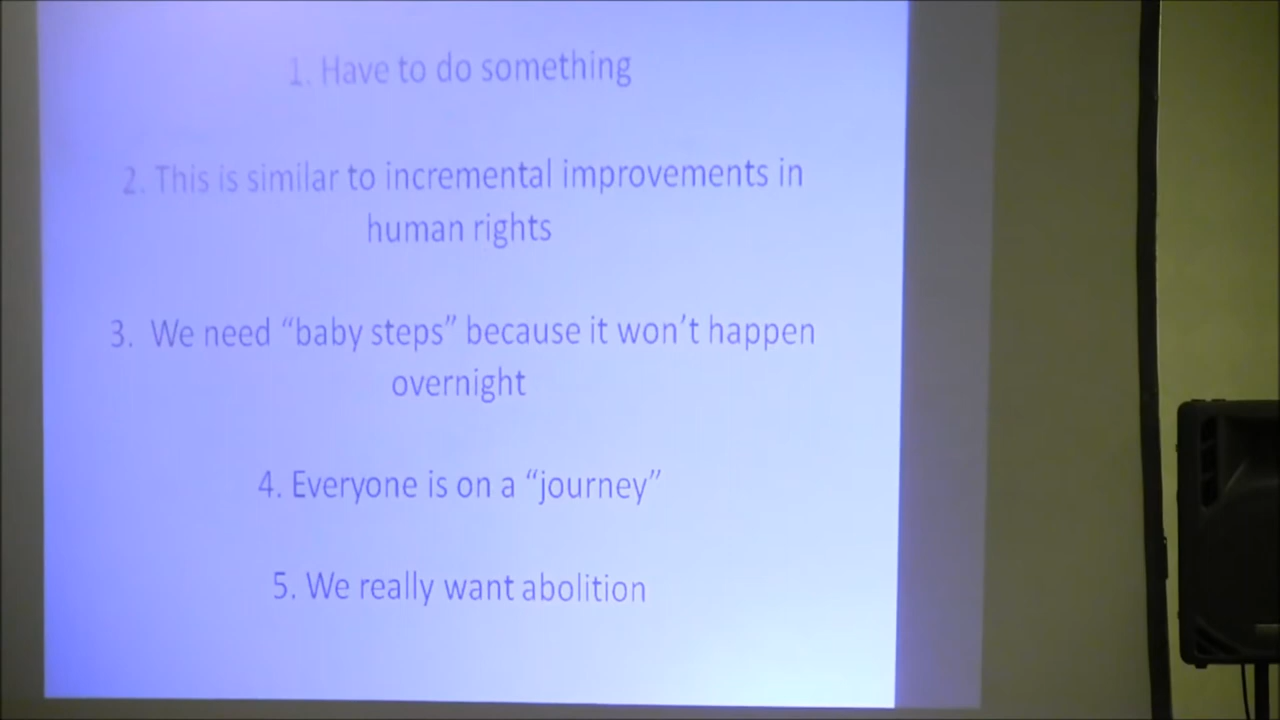 1. Have to do something
2. This is similar to incremental improvements in
human rights
3. We need “baby steps” because it won’t happen
overnight
4. Everyone is on a “journey”
5. We really want abolition